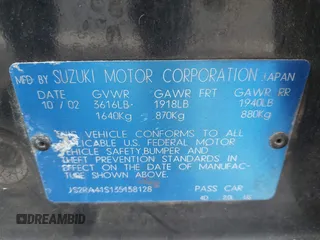 MFD BY SUZUKI MOTOR CORPORATION JAPAN
DATE GVWR GAWR FRT GAWR RR
10/02 3616LB 1918LB 1940LB
1640Kg 870Kg 880Kg
THIS VEHICLE CONFORMS TO ALL
APPLICABLE U.S. FEDERAL MOTOR
VEHICLE SAFETY, BUMPER AND THEFT
PREVENTION STANDARDS IN
EFFECT ON THE DATE OF MANUFAC-
TURE SHOWN ABOVE
JS2RA41S135158128 PASS CAR
DREAMBID